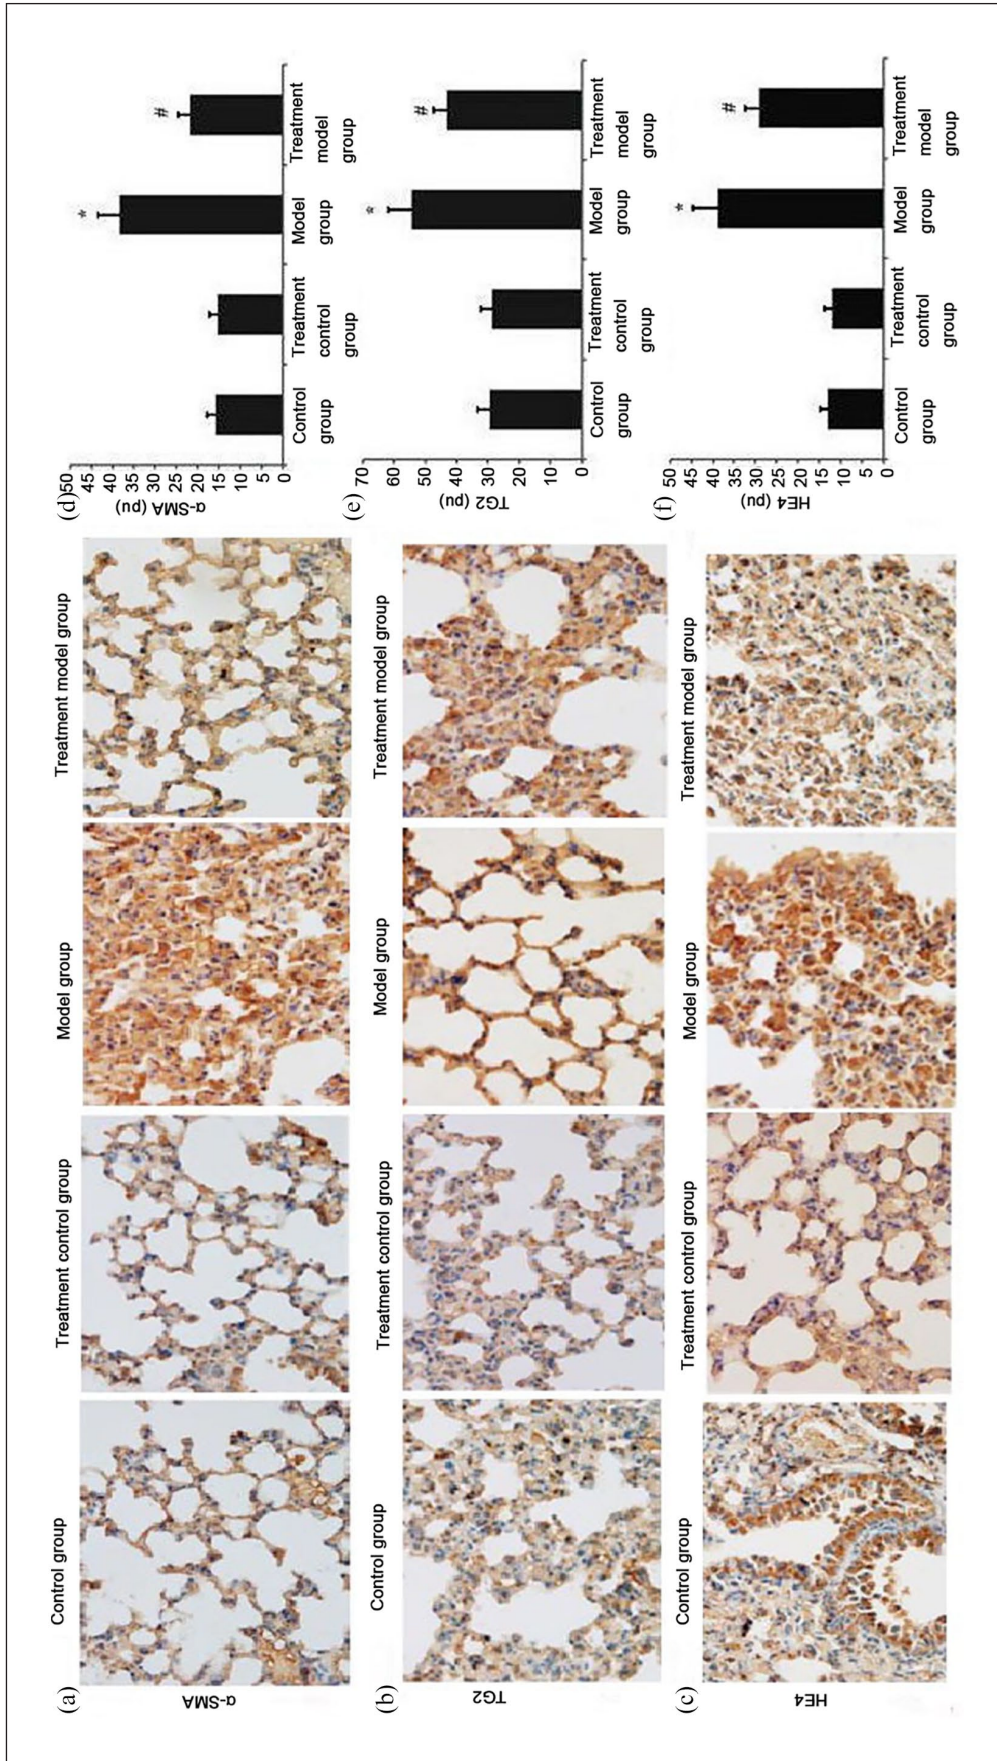 (a)
Control group
Treatment control group
Model group
Treatment model group
α-SMA
(d)
50
45
40
35
30
25
20
15
10
5
0
α-SMA (pu)
*
#
Control
group
Treatment
control
group
Model
group
Treatment
model
group
(b)
Control group
Treatment control group
Model group
Treatment model group
TG2
(e)
70
60
50
40
30
20
10
0
TG2 (pu)
*
#
Control
group
Treatment
control
group
Model
group
Treatment
model
group
(c)
Control group
Treatment control group
Model group
Treatment model group
HE4
(f)
50
45
40
35
30
25
20
15
10
5
0
HE4 (pu)
*
#
Control
group
Treatment
control
group
Model
group
Treatment
model
group